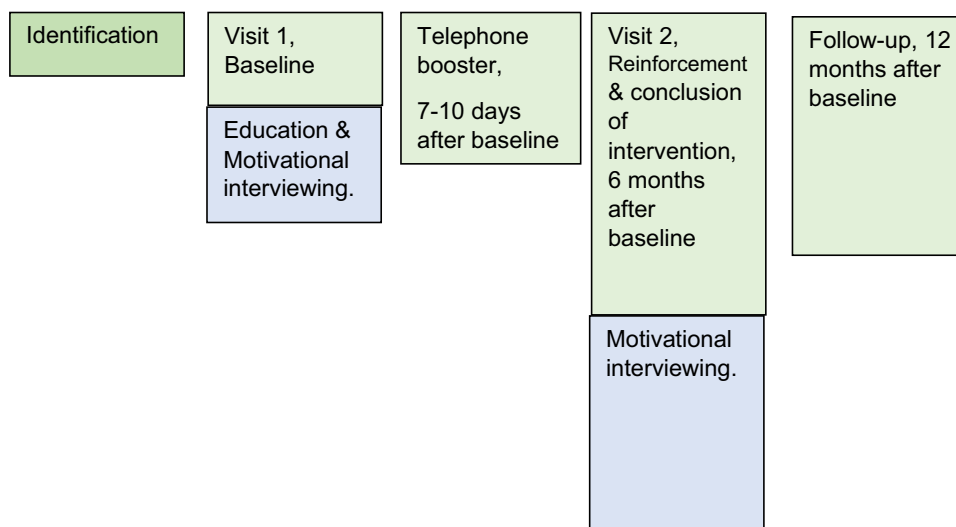 Identification
Visit 1,
Baseline
Education &
Motivational
interviewing.
Telephone
booster,
7-10 days
after baseline
Visit 2,
Reinforcement
& conclusion
of
intervention,
6 months
after
baseline
Motivational
interviewing.
Follow-up, 12
months after
baseline